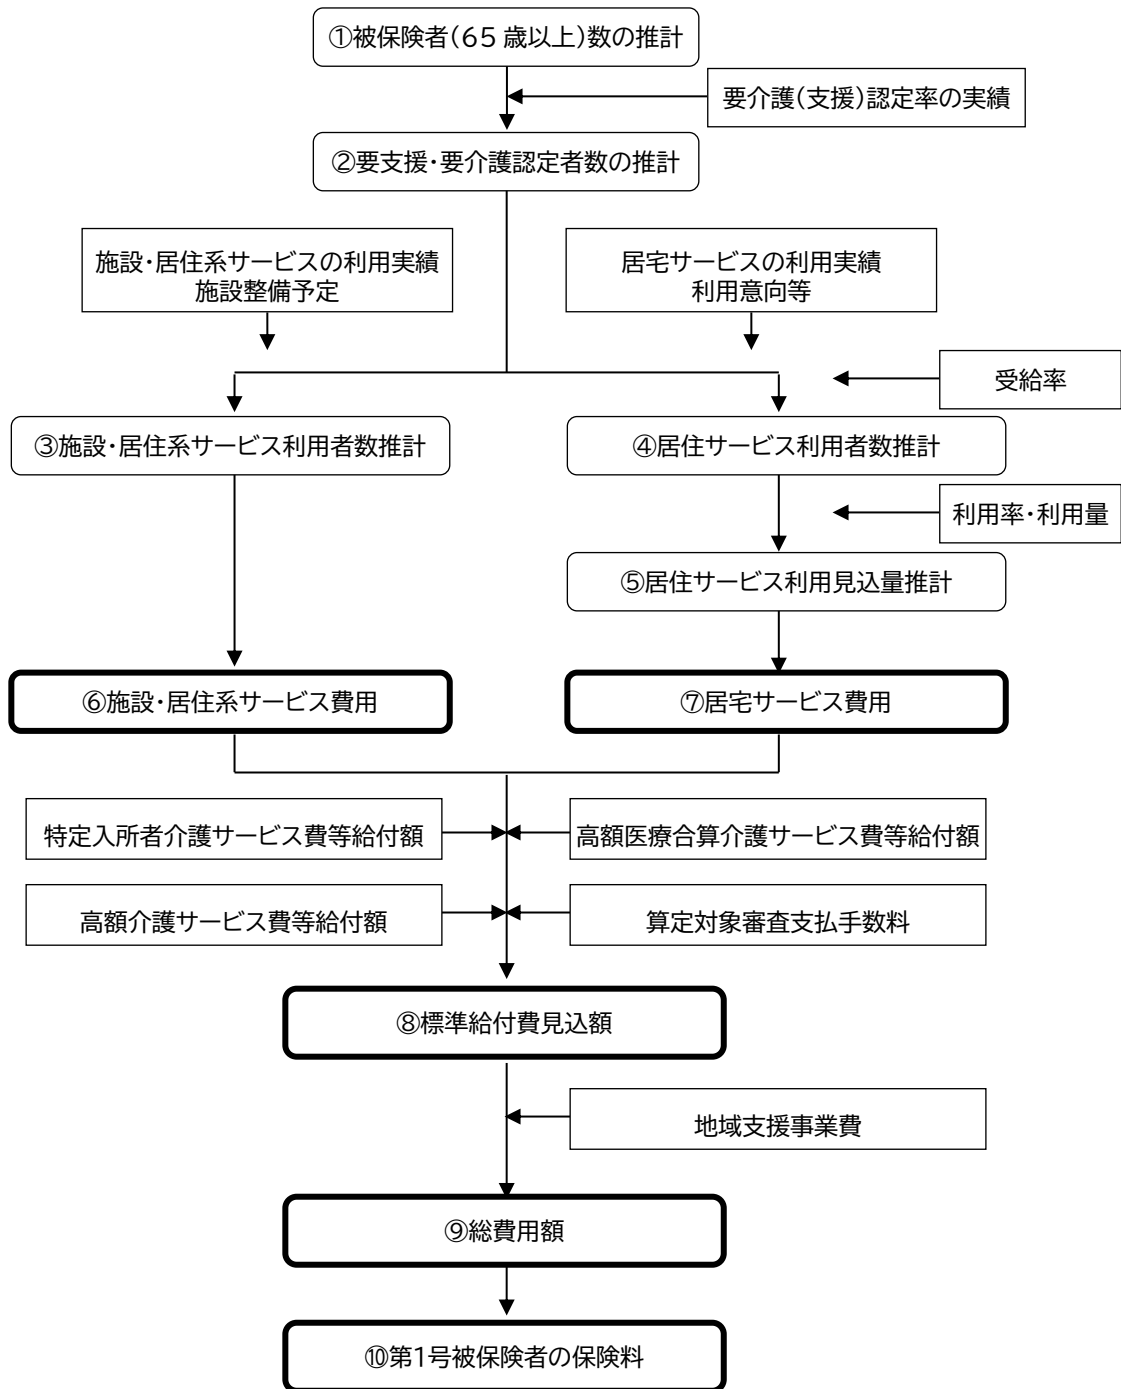 ①被保険者(65 歳以上)数の推計
要介護(支援)認定率の実績
②要支援・要介護認定者数の推計
施設・居住系サービスの利用実績
施設整備予定
居宅サービスの利用実績
利用意向等
受給率
③施設・居住系サービス利用者数推計
④居住サービス利用者数推計
利用率・利用量
⑤居住サービス利用見込量推計
⑥施設・居住系サービス費用
⑦居宅サービス費用
特定入所者介護サービス費等給付額
高額医療合算介護サービス費等給付額
高額介護サービス費等給付額
算定対象審査支払手数料
⑧標準給付費見込額
地域支援事業費
⑨総費用額
⑩第1号被保険者の保険料